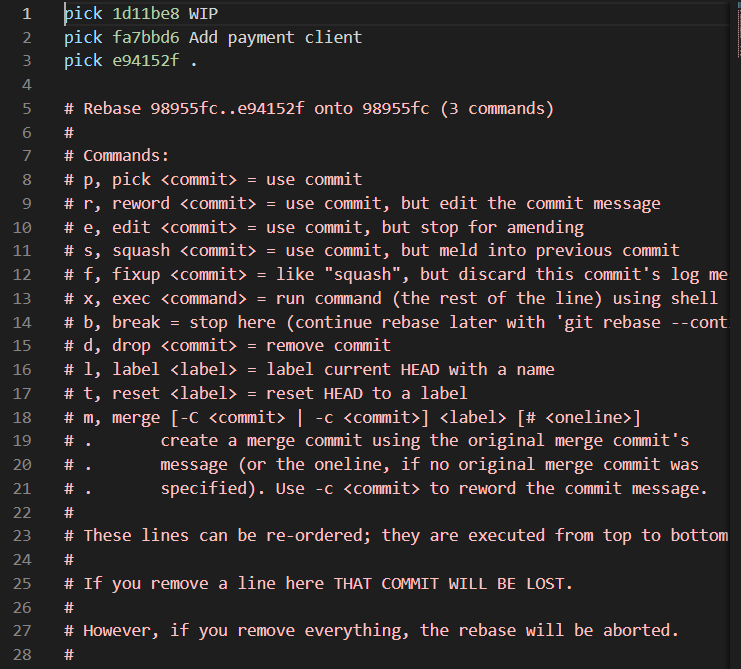 1 pick 1d11be8 WIP
2 pick fa7bbd6 Add payment client
3 pick e94152f .
4
5 # Rebase 98955fc..e94152f onto 98955fc (3 commands)
6 #
7 # Commands:
8 # p, pick <commit> = use commit
9 # r, reword <commit> = use commit, but edit the commit message
10 # e, edit <commit> = use commit, but stop for amending
11 # s, squash <commit> = use commit, but meld into previous commit
12 # f, fixup <commit> = like "squash", but discard this commit's log me
13 # x, exec <command> = run command (the rest of the line) using shell
14 # b, break = stop here (continue rebase later with 'git rebase --cont
15 # d, drop <commit> = remove commit
16 # l, label <label> = label current HEAD with a name
17 # t, reset <label> = reset HEAD to a label
18 # m, merge [-C <commit> | -c <commit>] <label> [# <oneline>]
19 # .       create a merge commit using the original merge commit's
20 # .       message (or the oneline, if no original merge commit was
21 # .       specified). Use -c <commit> to reword the commit message.
22 #
23 # These lines can be re-ordered; they are executed from top to bottom
24 #
25 # If you remove a line here THAT COMMIT WILL BE LOST.
26 #
27 # However, if you remove everything, the rebase will be aborted.
28 #